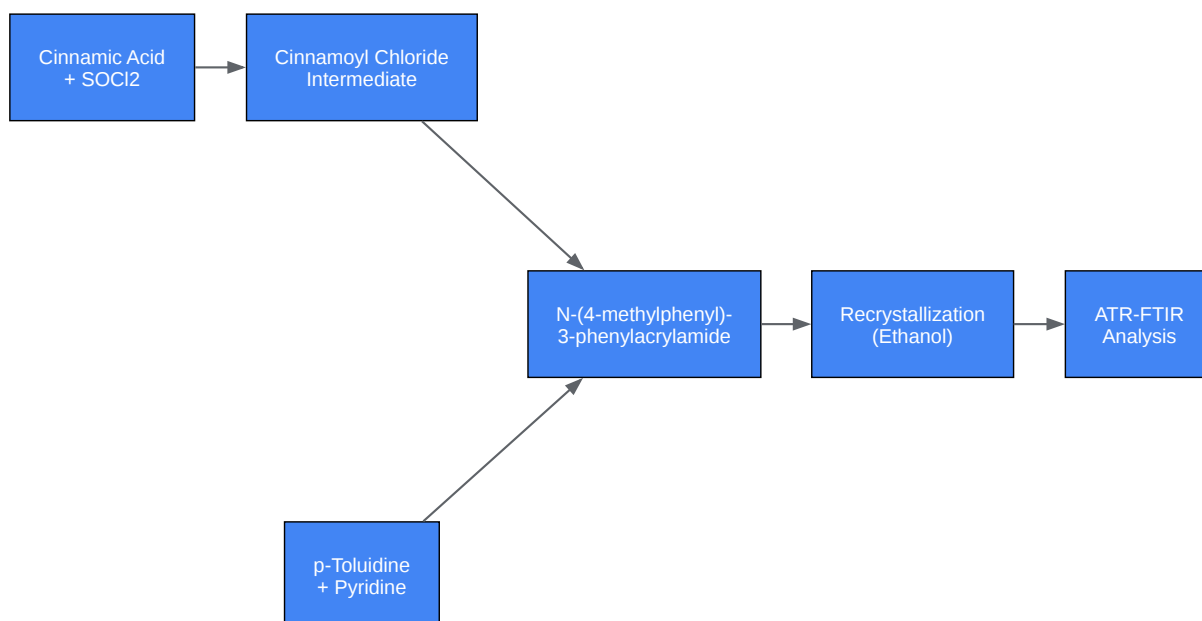 Cinnamic Acid
+ SOCl2
Cinnamoyl Chloride
Intermediate
N-(4-methylphenyl)-
3-phenylacrylamide
Recrystallization
(Ethanol)
ATR-FTIR
Analysis
p-Toluidine
+ Pyridine